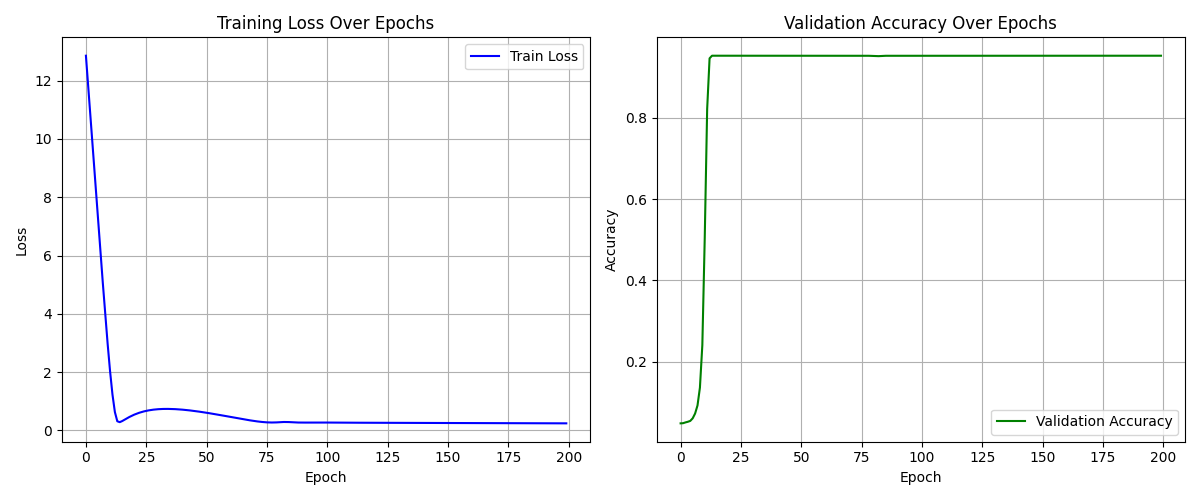 Training Loss Over Epochs
Train Loss
12
10
8
6
4
2
0
Loss
0 25 50 75 100 125 150 175 200
Epoch
Validation Accuracy Over Epochs
0.8
0.6
0.4
0.2
Accuracy
Validation Accuracy
0 25 50 75 100 125 150 175 200
Epoch